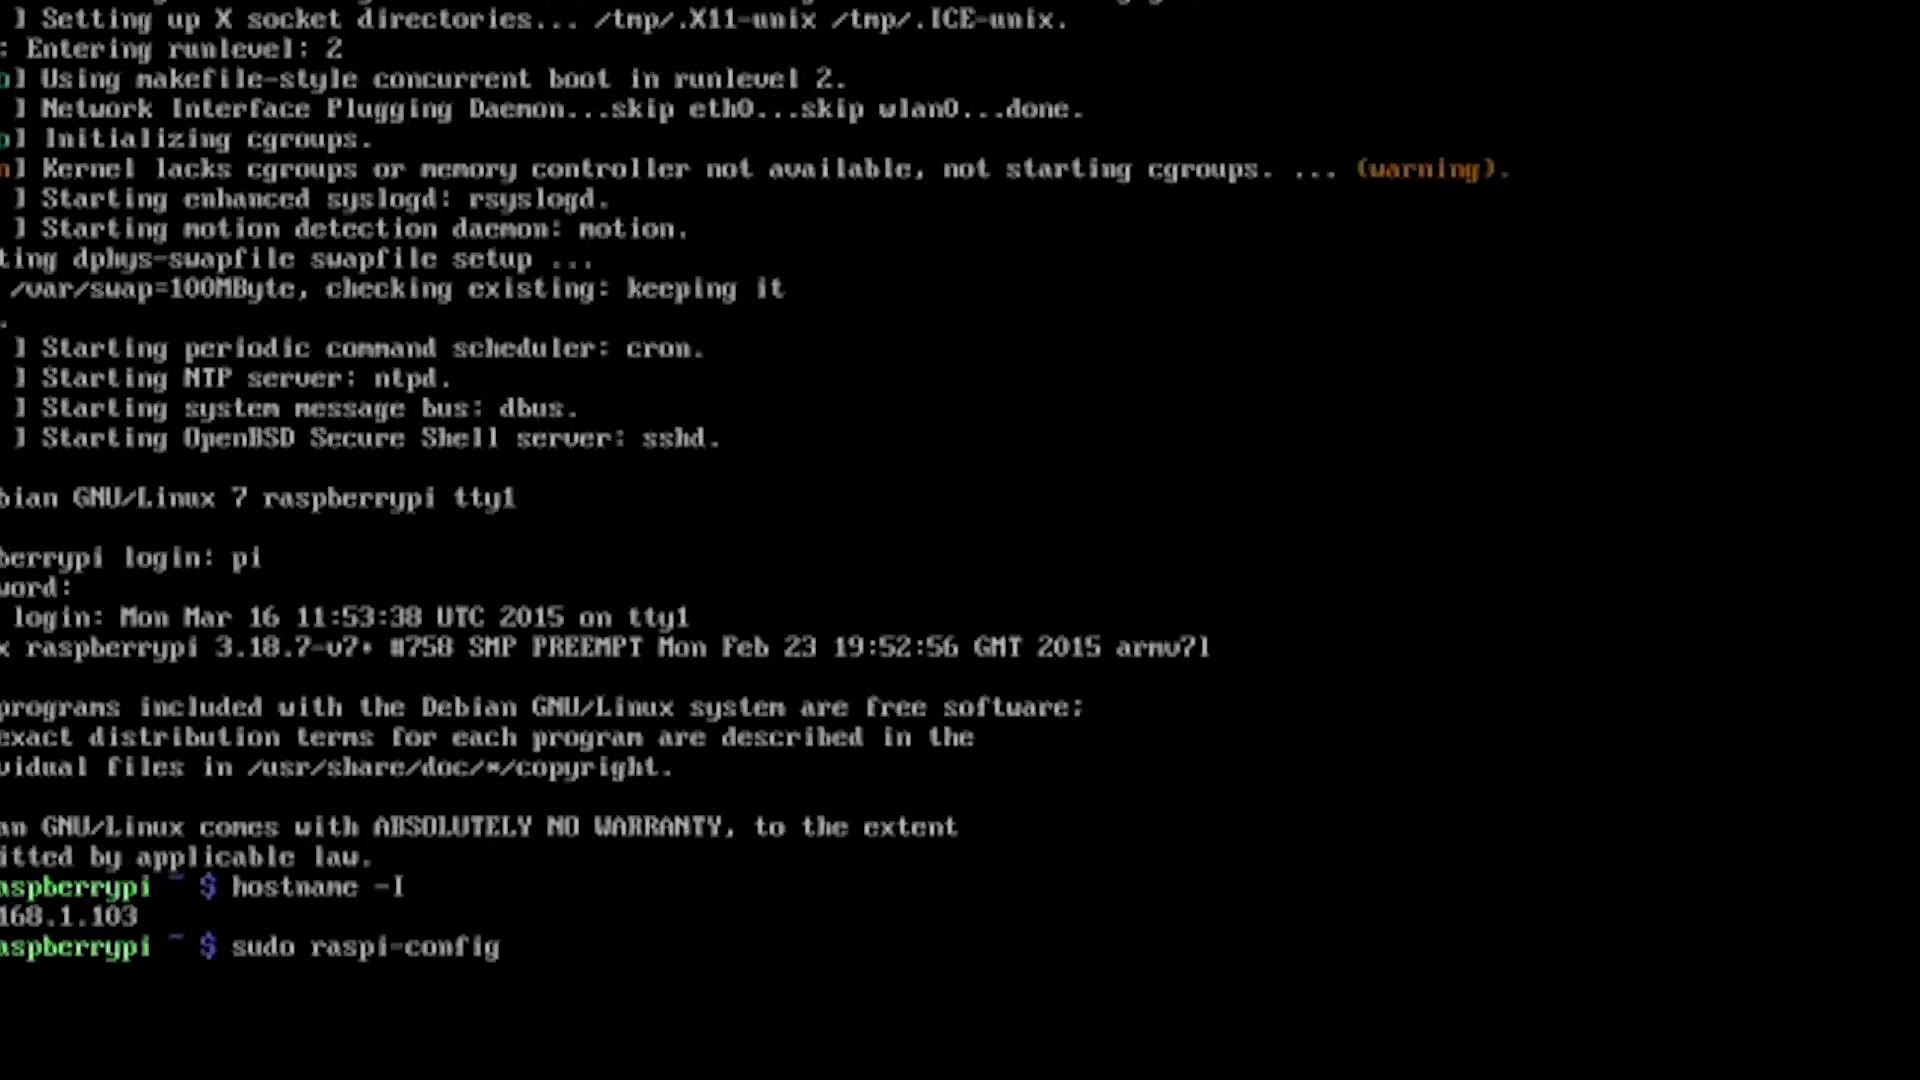 ] Setting up X socket directories... /tmp/.X11-unix /tmp/.ICE-unix.
: Entering runlevel: 2
o] Using makefile-style concurrent boot in runlevel 2.
] Network Interface Plugging Daemon...skip eth0...skip wlan0...done.
o] Initializing cgroups.
n] Kernel lacks cgroups or memory controller not available, not starting cgroups. ... (warning).
] Starting enhanced syslogd: rsyslogd.
] Starting motion detection daemon: motion.
ting dphys-swapfile swapfile setup ...
/var/swap=100MByte, checking existing: keeping it
.
] Starting periodic command scheduler: cron.
] Starting NTP server: ntpd.
] Starting system message bus: dbus.
] Starting OpenBSD Secure Shell server: sshd.
bian GNU/Linux 7 raspberrypi tty1
berrypi login: pi
word:
login: Mon Mar 16 11:53:38 UTC 2015 on tty1
x raspberrypi 3.18.7-v7+ #758 SMP PREEMPT Mon Feb 23 19:52:56 GMT 2015 armv7l
programs included with the Debian GNU/Linux system are free software;
exact distribution terms for each program are described in the
vidual files in /usr/share/doc/*/copyright.
an GNU/Linux comes with ABSOLUTELY NO WARRANTY, to the extent
itted by applicable law.
aspberrypi ~ $ hostname -I
168.1.103
aspberrypi ~ $ sudo raspi-config